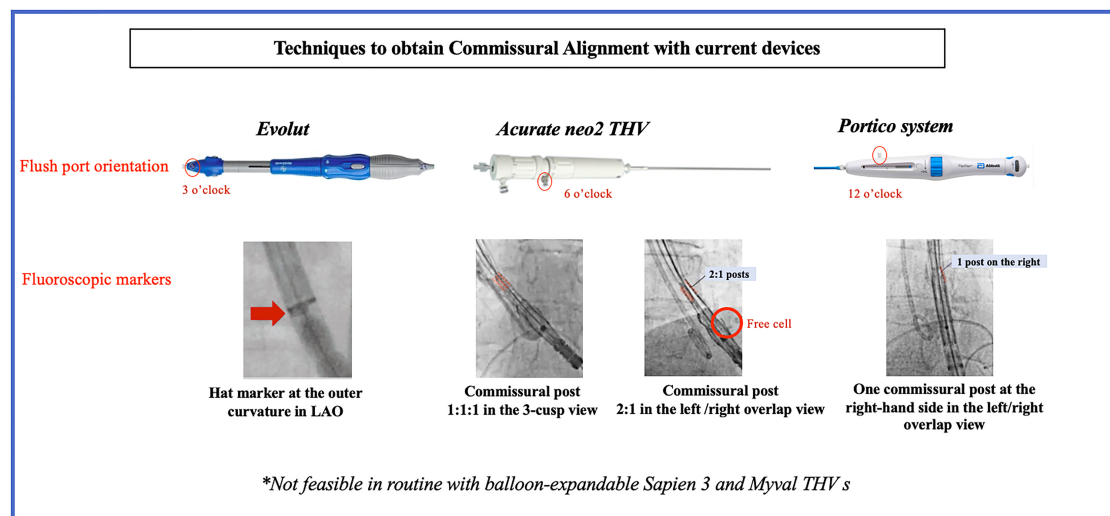 Techniques to obtain Commissural Alignment with current devices
Evolut
Acurate neo2 THV
Portico system
Flush port orientation
3 o'clock
6 o'clock
12 o'clock
Abbott
Fluoroscopic markers
2:1 posts
Free cell
1 post on the right
Hat marker at the outer
curvature in LAO
Commissural post
1:1:1 in the 3-cusp view
Commissural post
2:1 in the left /right overlap view
One commissural post at the
right-hand side in the left/right
overlap view
*Not feasible in routine with balloon-expandable Sapien 3 and Myval THV s